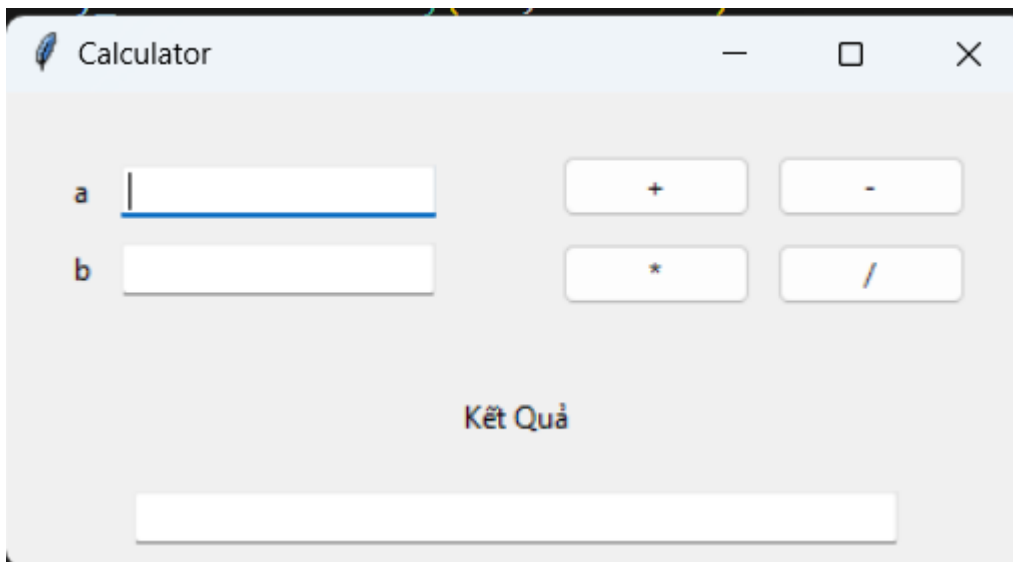 Calculator
a + -
b * /
Kết Quả